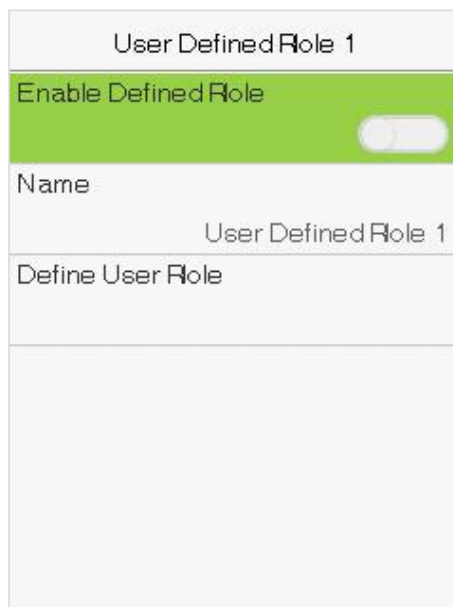 User Defined Role 1
Enable Defined Role
Name
User Defined Role 1
Define User Role